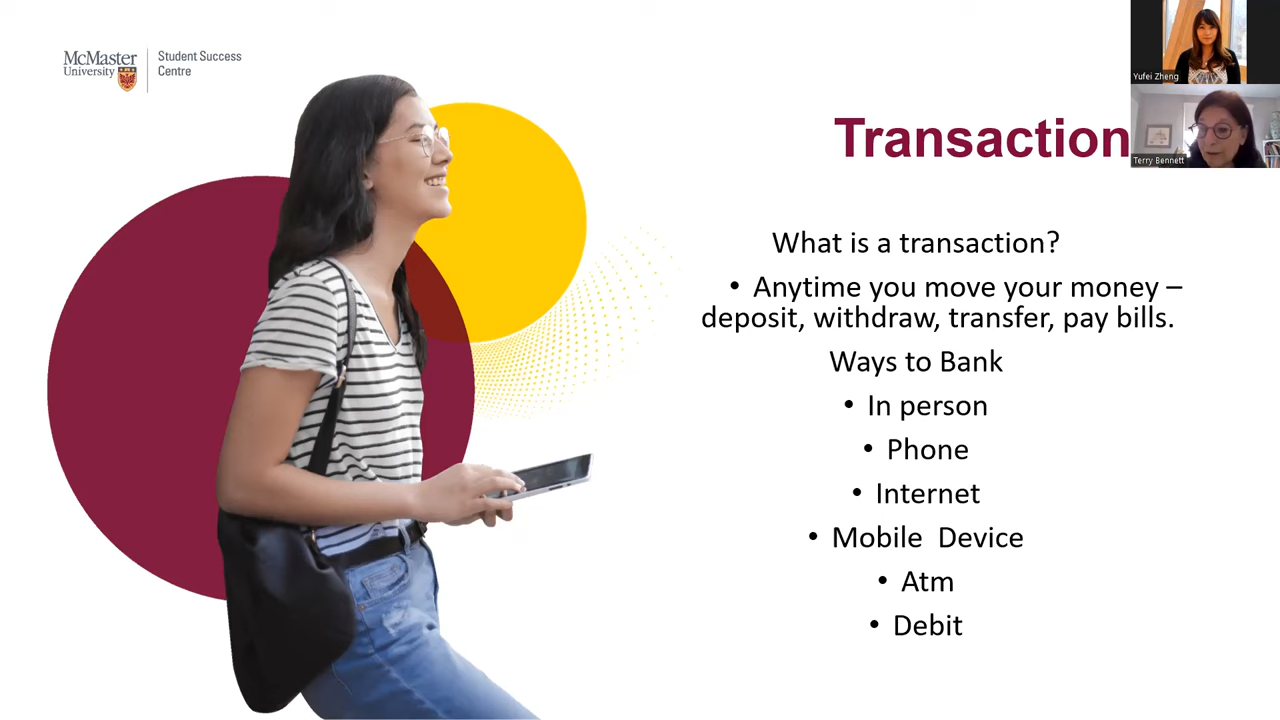 McMaster
University
Student Success
Centre
Yufei Zheng
Terry Bennett
Transaction
What is a transaction?
• Anytime you move your money –
deposit, withdraw, transfer, pay bills.
Ways to Bank
• In person
• Phone
• Internet
• Mobile  Device
• Atm
• Debit